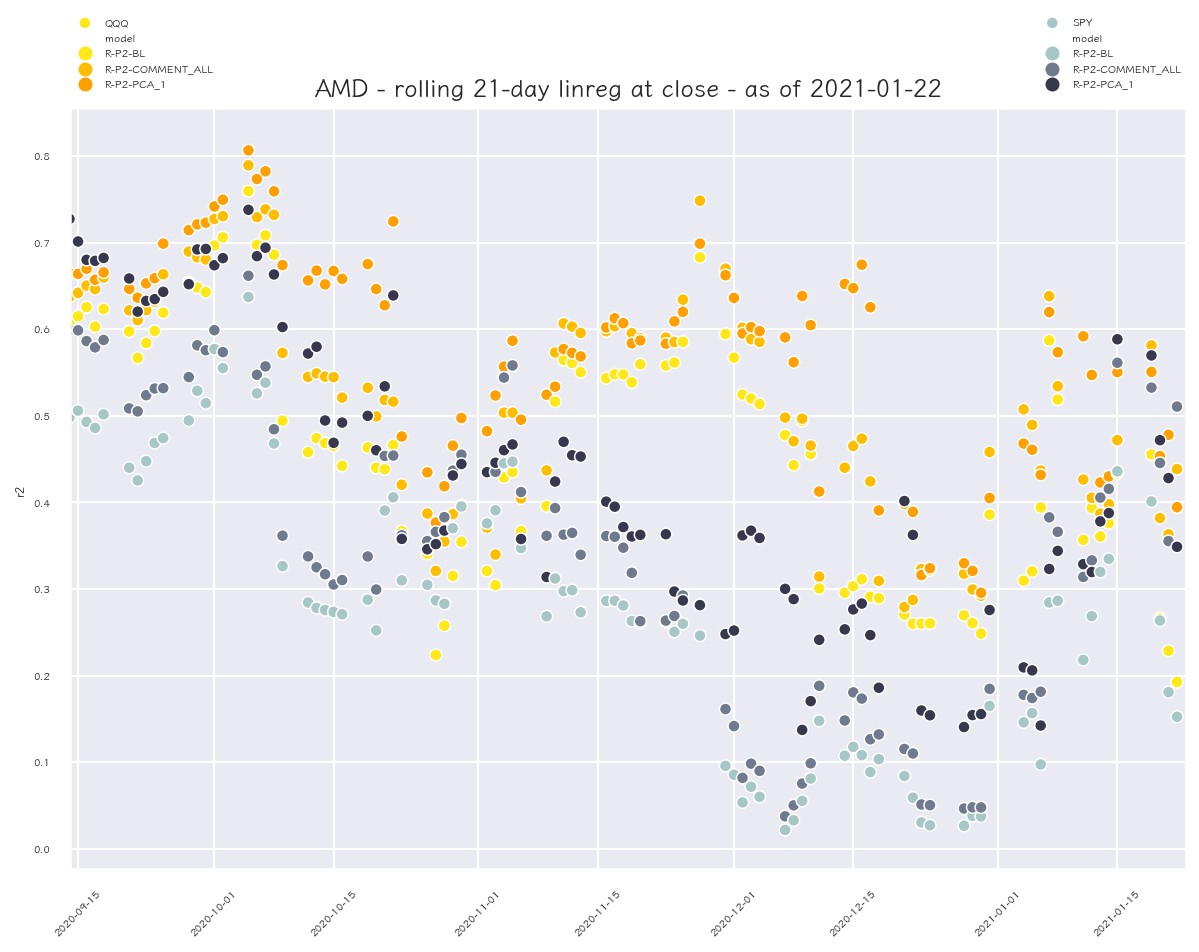 QQQ
model
R-P2-BL
R-P2-COMMENT_ALL
R-P2-PCA_1
SPY
model
R-P2-BL
R-P2-COMMENT_ALL
R-P2-PCA_1
AMD - rolling 21-day linreg at close - as of 2021-01-22
0.8
0.7
0.6
0.5
0.4
0.3
0.2
0.1
0.0
r2
2020-09-15
2020-10-01
2020-10-15
2020-11-01
2020-11-15
2020-12-01
2020-12-15
2021-01-01
2021-01-15